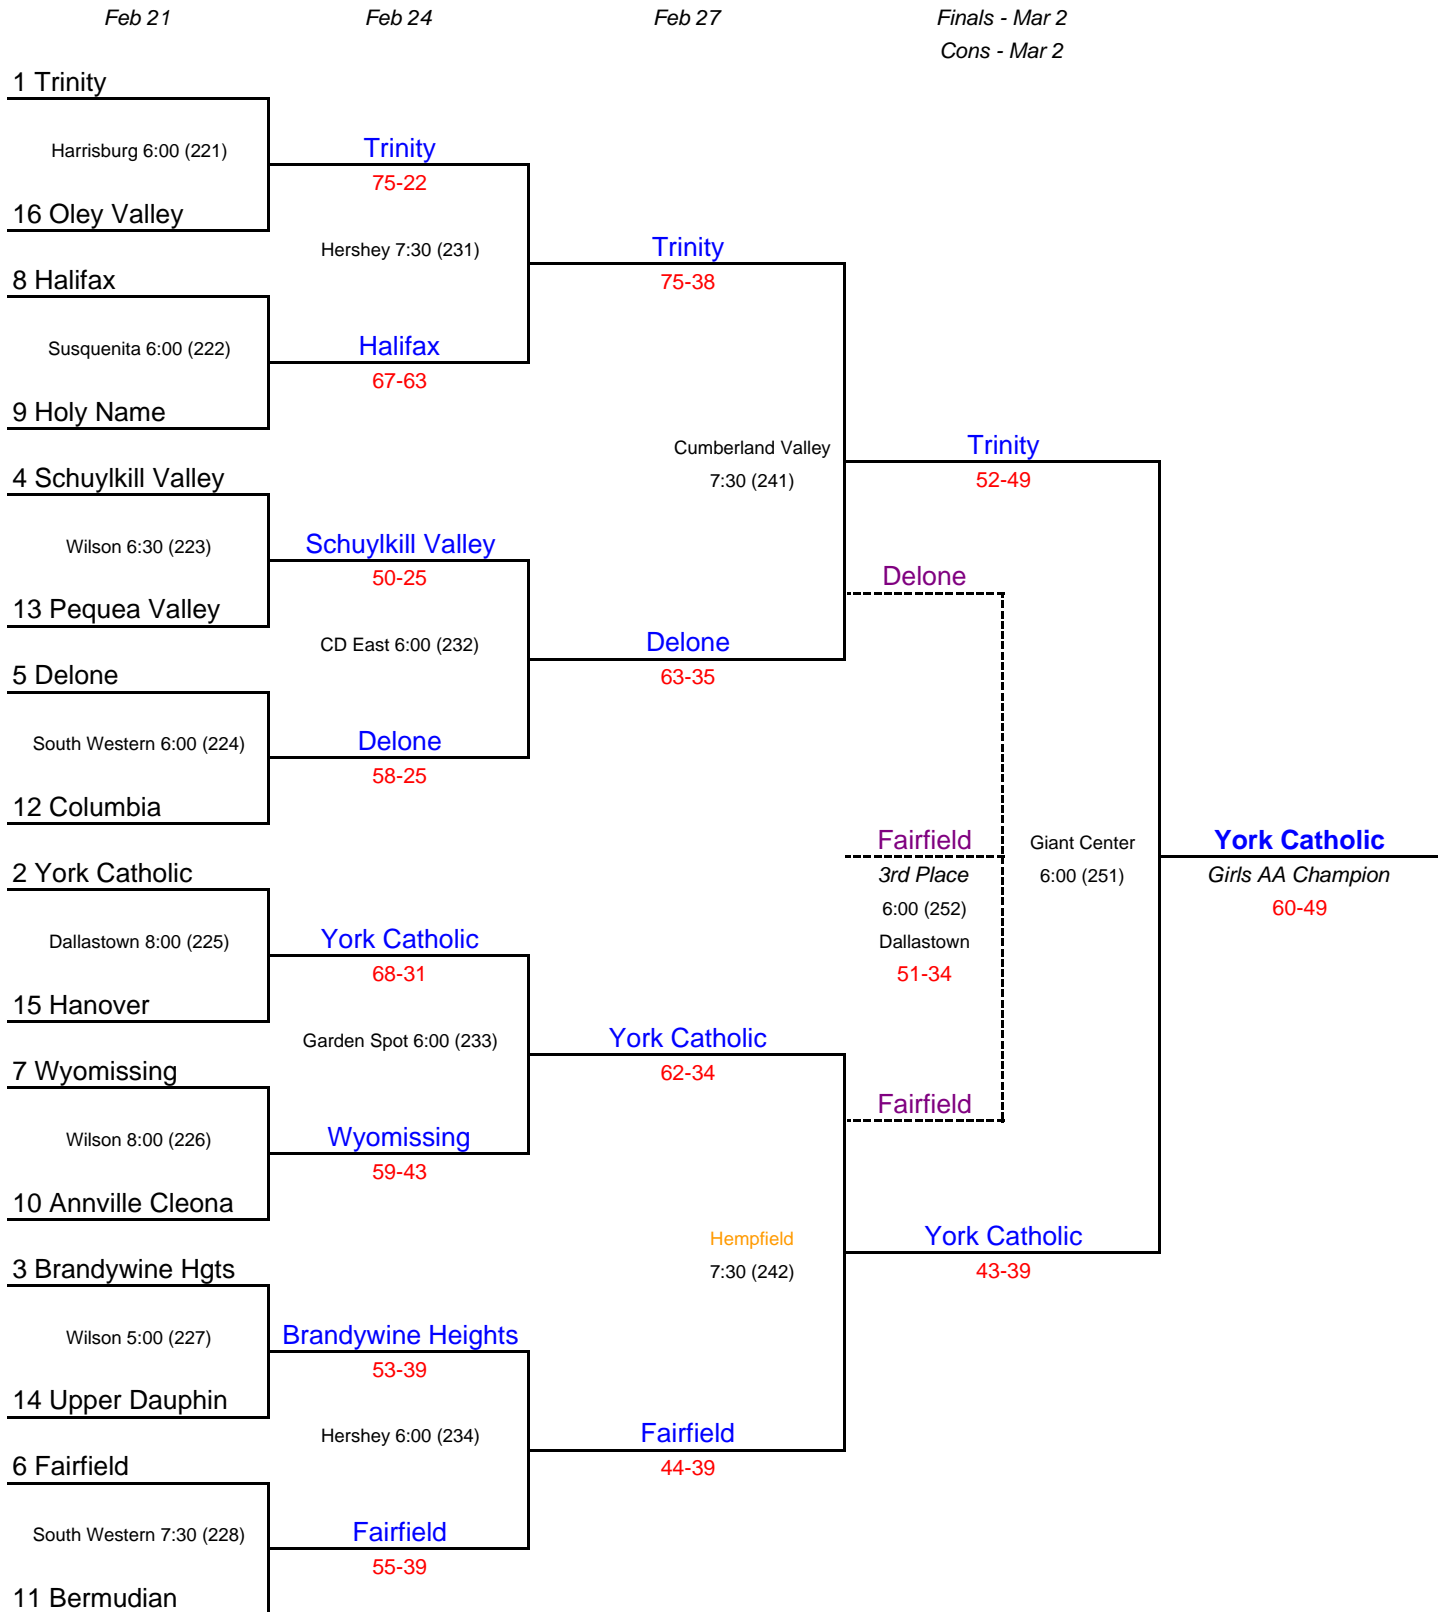 Feb 21
Feb 24
Feb 27
Finals - Mar 2
Cons - Mar 2
1 Trinity
Harrisburg 6:00 (221)
Trinity
75-22
16 Oley Valley
Hershey 7:30 (231)
Trinity
75-38
8 Halifax
Susquenita 6:00 (222)
Halifax
67-63
9 Holy Name
Cumberland Valley
7:30 (241)
Trinity
52-49
4 Schuylkill Valley
Wilson 6:30 (223)
Schuylkill Valley
50-25
Delone
13 Pequea Valley
CD East 6:00 (232)
Delone
63-35
5 Delone
South Western 6:00 (224)
Delone
58-25
12 Columbia
Fairfield
3rd Place
6:00 (252)
Dallastown
51-34
Giant Center
6:00 (251)
York Catholic
Girls AA Champion
60-49
2 York Catholic
Dallastown 8:00 (225)
York Catholic
68-31
15 Hanover
Garden Spot 6:00 (233)
York Catholic
62-34
7 Wyomissing
Fairfield
Wilson 8:00 (226)
Wyomissing
59-43
10 Annville Cleona
Hempfield
7:30 (242)
York Catholic
43-39
3 Brandywine Hgts
Wilson 5:00 (227)
Brandywine Heights
53-39
14 Upper Dauphin
Hershey 6:00 (234)
Fairfield
44-39
6 Fairfield
South Western 7:30 (228)
Fairfield
55-39
11 Bermudian